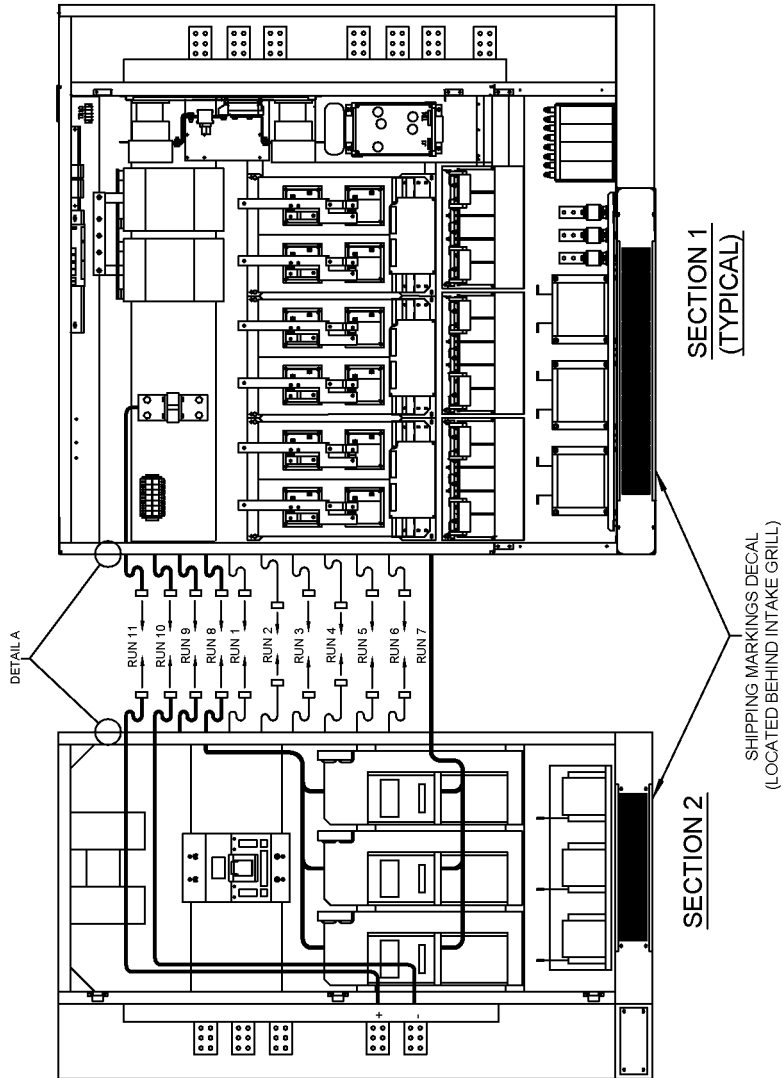 SECTION 1
(TYPICAL)
DETAIL A
RUN 11
RUN 10
RUN 9
RUN 8
RUN 1
RUN 2
RUN 3
RUN 4
RUN 5
RUN 6
RUN 7
SHIPPING MARKINGS DECAL
(LOCATED BEHIND INTAKE GRILL)
SECTION 2
+
-